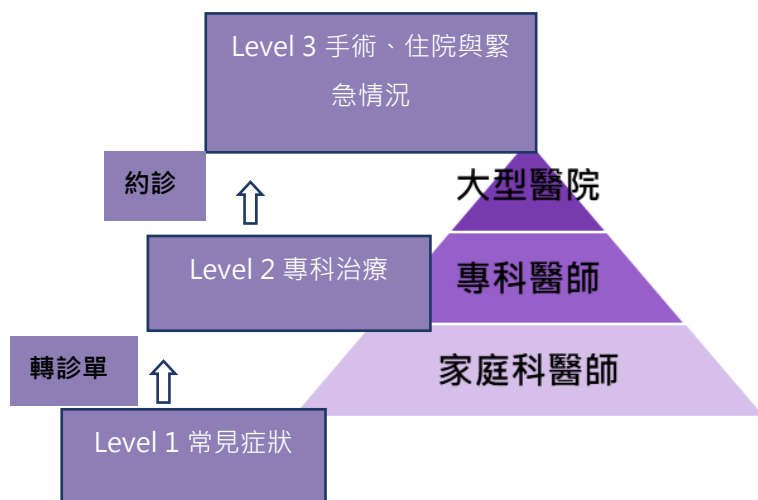 Level 3 手術、住院與緊
急情況
約診
大型醫院
Level 2 專科治療
專科醫師
轉診單
家庭科醫師
Level 1 常見症狀